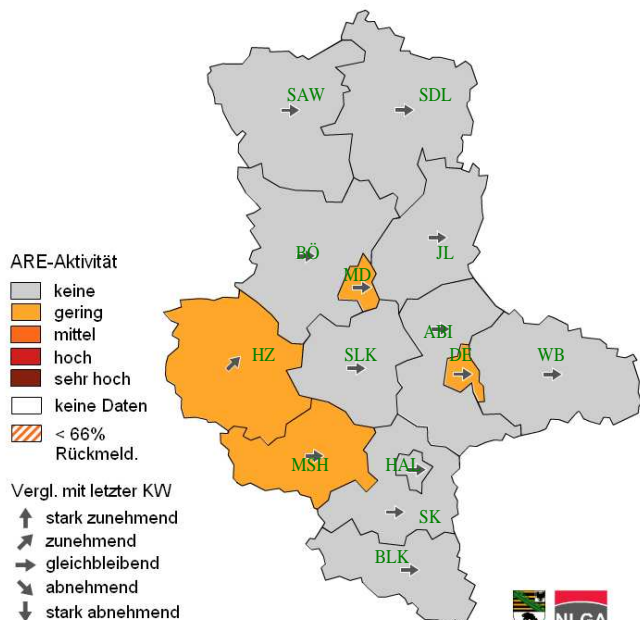 SAW
SDL
BÖ
JL
MD
ARE-Aktivität
keine
gering
mittel
hoch
sehr hoch
keine Daten
< 66%
Rückmeld.
HZ
SLK
ABI
DE
WB
MSH
HAL
SK
BLK
Vergl. mit letzter KW
stark zunehmend
zunehmend
gleichbleibend
abnehmend
stark abnehmend
NLGA